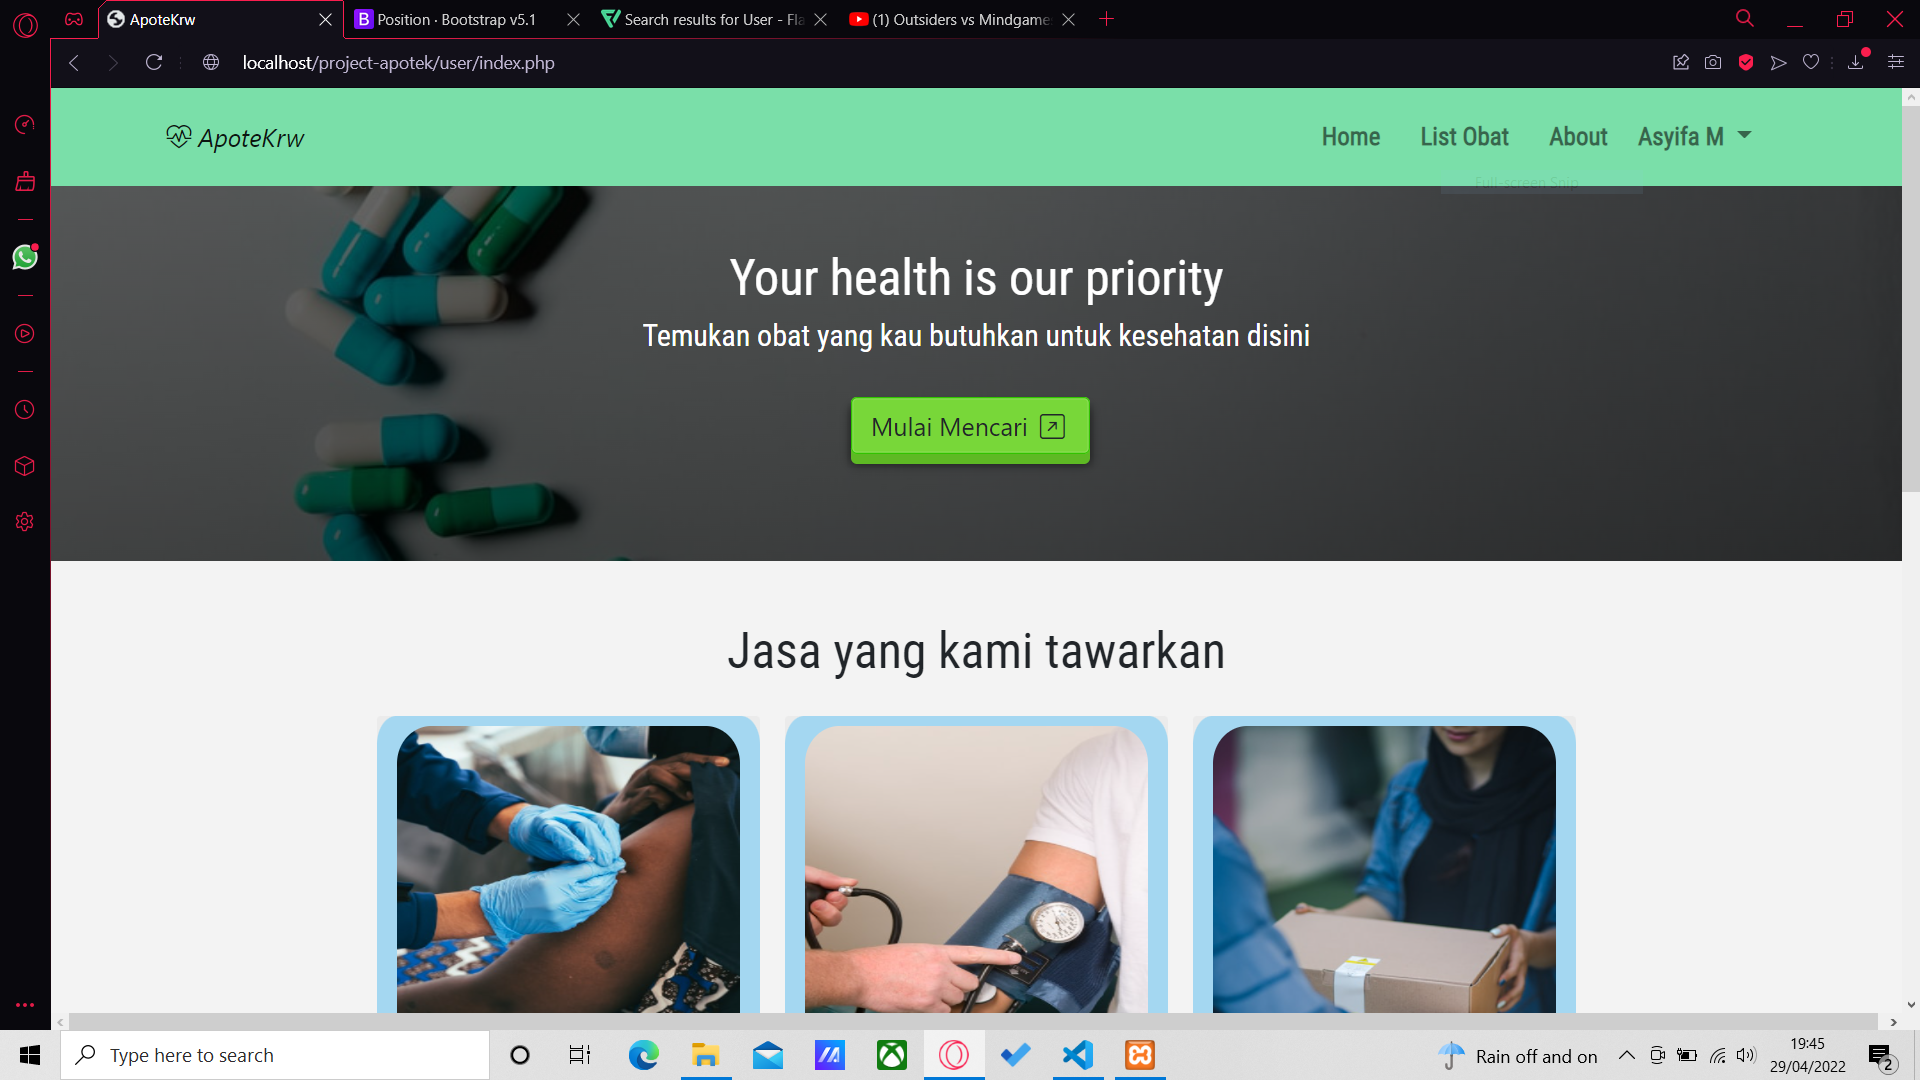 ApoteKrw
Position · Bootstrap v5.1
Search results for User - Fla
(1) Outsiders vs Mindgame
localhost/project-apotek/user/index.php
ApoteKrw
Home
List Obat
About
Asyifa M
Full-screen Snip
Your health is our priority
Temukan obat yang kau butuhkan untuk kesehatan disini
Mulai Mencari
Jasa yang kami tawarkan
Type here to search
Rain off and on
19:45
29/04/2022
2